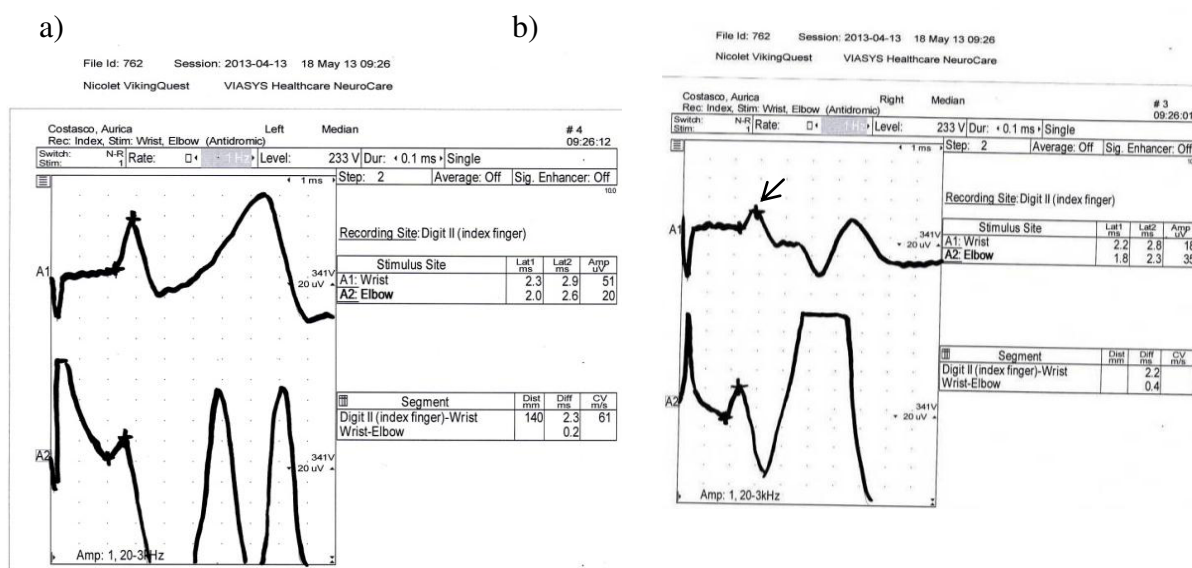 a)
File Id: 762 Session: 2013-04-13 18 May 13 09:26
Nicolet VikingQuest VIASYS Healthcare NeuroCare
Costasco, Aurica Left Median # 4
Rec: Index, Stim: Wrist, Elbow (Antidromic) 09:26:12
Switch: N-R Rate: 1 Hz Level: 233 V Dur: 0.1 ms Single
Stim: 1
Step: 2 Average: Off Sig. Enhancer: Off
1 ms
Recording Site: Digit II (index finger)
Stimulus Site Lat1 ms Lat2 ms Amp uV
A1: Wrist 2.3 2.9 51
A2: Elbow 2.0 2.6 20
A1
341V
20 uV
Segment Dist mm Diff ms CV m/s
Digit II (index finger)-Wrist 140 2.3 61
Wrist-Elbow 0.2
A2
341V
20 uV
Amp: 1, 20-3kHz
b)
File Id: 762 Session: 2013-04-13 18 May 13 09:26
Nicolet VikingQuest VIASYS Healthcare NeuroCare
Costasco, Aurica Right Median # 3
Rec: Index, Stim: Wrist, Elbow (Antidromic) 09:26:01
Switch: N-R Rate: 1 Hz Level: 233 V Dur: 0.1 ms Single
Stim: 1
Step: 2 Average: Off Sig. Enhancer: Off
1 ms
Recording Site: Digit II (index finger)
Stimulus Site Lat1 ms Lat2 ms Amp uV
A1: Wrist 2.2 2.8 18
A2: Elbow 1.8 2.3 35
A1
341V
20 uV
Segment Dist mm Diff ms CV m/s
Digit II (index finger)-Wrist 2.2
Wrist-Elbow 0.4
A2
341V
20 uV
Amp: 1, 20-3kHz